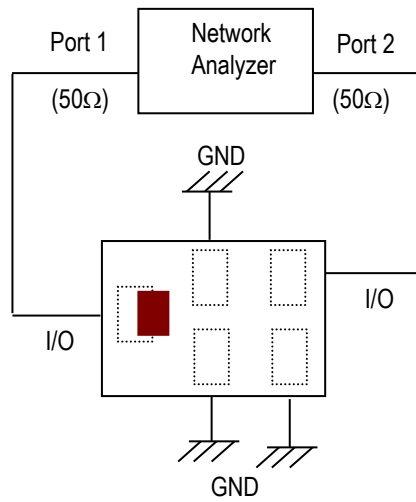 Port 1
Network
Analyzer
Port 2
(50Ω)
(50Ω)
GND
I/O
I/O
GND